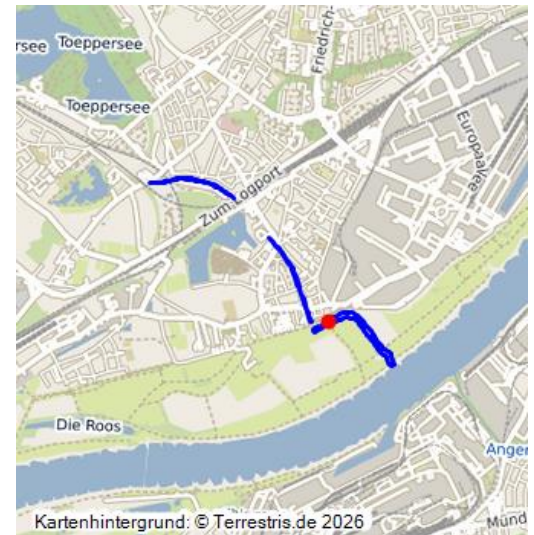 Toeppersee
rsee
Toeppersee
Friedrich-
Europaallee
Zum Logport
Die Roos
Anger
Münd
Kartenhintergrund: © Terrestris.de 2026